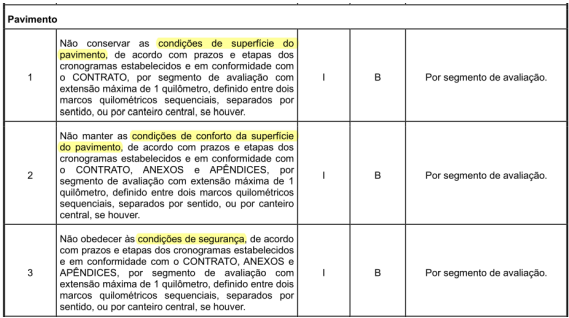 Pavimento
1
Não conservar as condições de superfície do
pavimento, de acordo com prazos e etapas dos
cronogramas estabelecidos e em conformidade com
o CONTRATO, por segmento de avaliação com
extensão máxima de 1 quilômetro, definido entre dois
marcos quilométricos sequenciais, separados por
sentido, ou por canteiro central, se houver.
I
B
Por segmento de avaliação.
2
Não manter as condições de conforto da superfície
do pavimento, de acordo com prazos e etapas dos
cronogramas estabelecidos e em conformidade com
o CONTRATO, ANEXOS e APÊNDICES, por
segmento de avaliação com extensão máxima de 1
quilômetro, definido entre dois marcos quilométricos
sequenciais, separados por sentido, ou por canteiro
central, se houver.
I
B
Por segmento de avaliação.
3
Não obedecer às condições de segurança, de acordo
com prazos e etapas dos cronogramas estabelecidos
e em conformidade com o CONTRATO, ANEXOS e
APÊNDICES, por segmento de avaliação com
extensão máxima de 1 quilômetro, definido entre dois
marcos quilométricos sequenciais, separados por
sentido, ou por canteiro central, se houver.
I
B
Por segmento de avaliação.